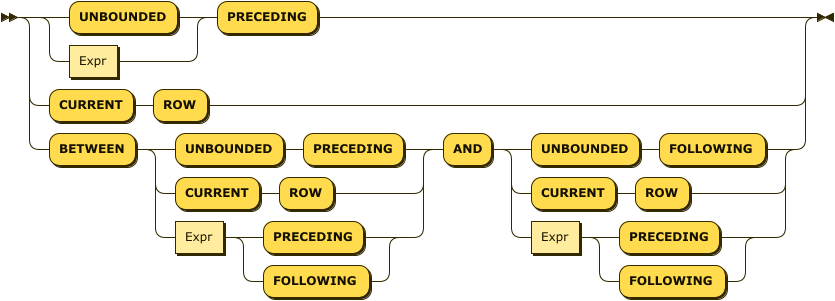 UNBOUNDED PRECEDING
Expr
CURRENT ROW
BETWEEN UNBOUNDED PRECEDING AND UNBOUNDED FOLLOWING
CURRENT ROW CURRENT ROW
Expr PRECEDING Expr PRECEDING
FOLLOWING FOLLOWING